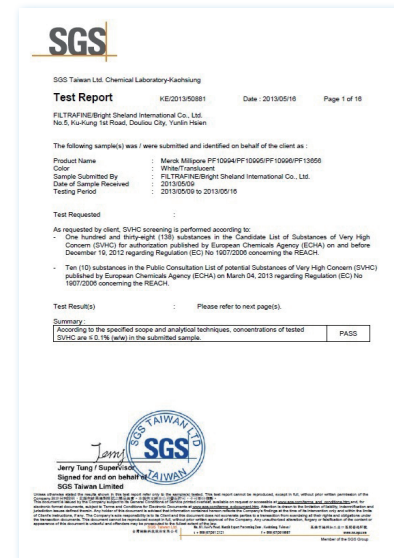 SGS
SGS Taiwan Ltd. Chemical Laboratory-Kaohsiung
Test Report KE/2013/50881 Date : 2013/05/16 Page 1 of 16
FILTRAFINE/Bright Sheland International Co., Ltd.
No.5, Ku-Kung 1st Road, Douliou City, Yunlin Hsien
The following sample(s) was / were submitted and identified on behalf of the client as :
Product Name : Merck Millipore PF10994/PF10995/PF10996/PF13656
Color : White/Translucent
Sample Submitted By : FILTRAFINE/Bright Sheland International Co., Ltd.
Date of Sample Received : 2013/05/09
Testing Period : 2013/05/09 to 2013/05/16
Test Requested :
As requested by client, SVHC screening is performed according to:
- One hundred and thirty-eight (138) substances in the Candidate List of Substances of Very High
Concern (SVHC) for authorization published by European Chemicals Agency (ECHA) on and before
December 19, 2012 regarding Regulation (EC) No 1907/2006 concerning the REACH.
- Ten (10) substances in the Public Consultation List of potential Substances of Very High Concern (SVHC)
published by European Chemicals Agency (ECHA) on March 04, 2013 regarding Regulation (EC) No
1907/2006 concerning the REACH.
Test Result(s) : Please refer to next page(s).
Summary :
According to the specified scope and analytical techniques, concentrations of tested
SVHC are ≦ 0.1% (w/w) in the submitted sample. PASS
SGS TAIWAN LTD
SGS
TAIWAN
Jerry Tung / Supervisor
Signed for and on behalf of
SGS Taiwan Limited
Member of the SGS Group